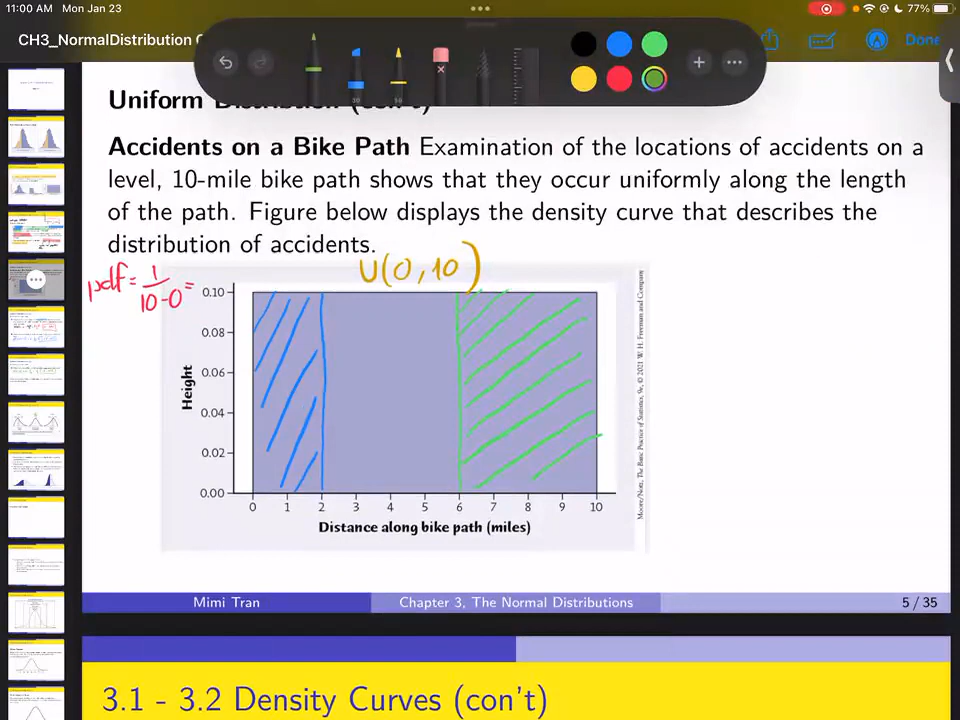 11:00 AM Mon Jan 23
77%
CH3_NormalDistribution
Done
50
50
Uniform Distribution (con't)
Accidents on a Bike Path Examination of the locations of accidents on a
level, 10-mile bike path shows that they occur uniformly along the length
of the path. Figure below displays the density curve that describes the
distribution of accidents.
U(0,10)
pdf = 1/10-0 =
0.10
0.08
0.06
0.04
0.02
0.00
Height
0 1 2 3 4 5 6 7 8 9 10
Distance along bike path (miles)
Moore/Notz, The Basic Practice of Statistics, 9e, © 2021 W. H. Freeman and Company
Mimi Tran
Chapter 3, The Normal Distributions
5 / 35
3.1 - 3.2 Density Curves (con't)